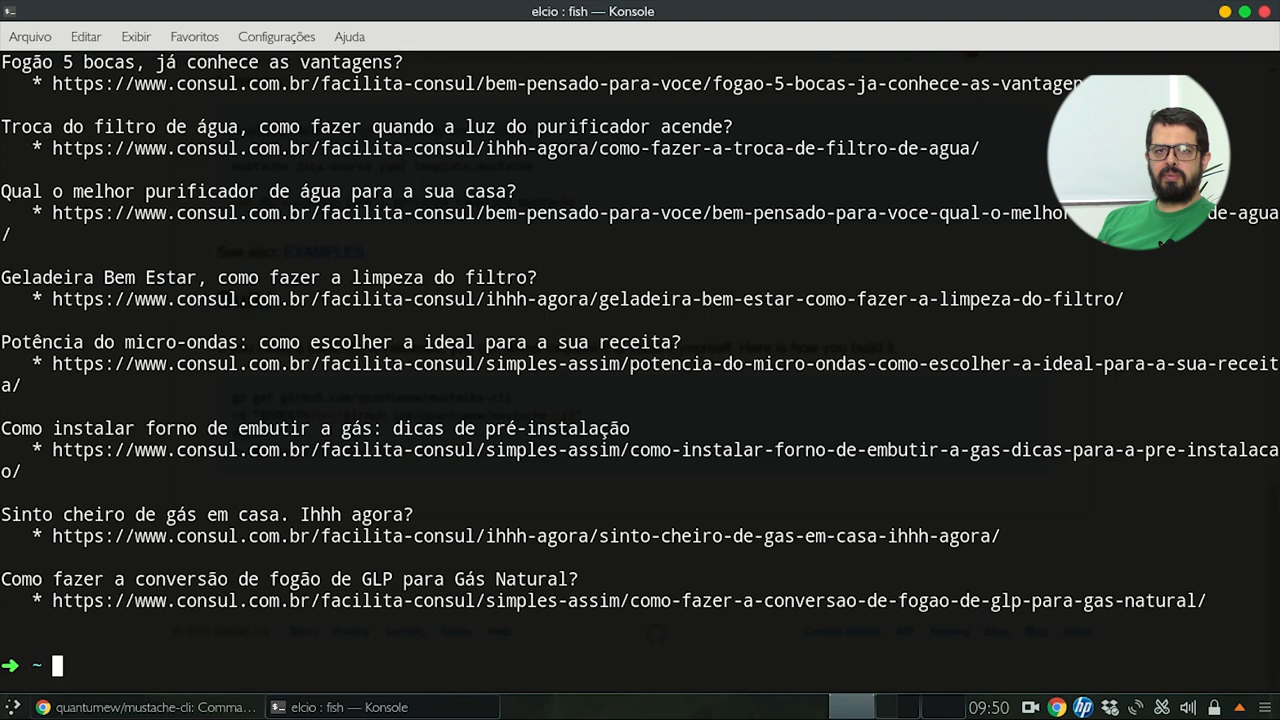 elcio : fish — Konsole
Arquivo Editar Exibir Favoritos Configurações Ajuda
Fogão 5 bocas, já conhece as vantagens?
* https://www.consul.com.br/facilita-consul/bem-pensado-para-voce/fogao-5-bocas-ja-conhece-as-vantagen
Troca do filtro de água, como fazer quando a luz do purificador acende?
* https://www.consul.com.br/facilita-consul/ihhh-agora/como-fazer-a-troca-de-filtro-de-agua/
Qual o melhor purificador de água para a sua casa?
* https://www.consul.com.br/facilita-consul/bem-pensado-para-voce/bem-pensado-para-voce-qual-o-melhor de-agua
/
Geladeira Bem Estar, como fazer a limpeza do filtro?
* https://www.consul.com.br/facilita-consul/ihhh-agora/geladeira-bem-estar-como-fazer-a-limpeza-do-filtro/
Potência do micro-ondas: como escolher a ideal para a sua receita?
* https://www.consul.com.br/facilita-consul/simples-assim/potencia-do-micro-ondas-como-escolher-a-ideal-para-a-sua-receit
a/
Como instalar forno de embutir a gás: dicas de pré-instalação
* https://www.consul.com.br/facilita-consul/simples-assim/como-instalar-forno-de-embutir-a-gas-dicas-para-a-pre-instalaca
o/
Sinto cheiro de gás em casa. Ihhh agora?
* https://www.consul.com.br/facilita-consul/ihhh-agora/sinto-cheiro-de-gas-em-casa-ihhh-agora/
Como fazer a conversão de fogão de GLP para Gás Natural?
* https://www.consul.com.br/facilita-consul/simples-assim/como-fazer-a-conversao-de-fogao-de-glp-para-gas-natural/
➜ ~
quantumew/mustache-cli: Comma... elcio : fish — Konsole 09:50